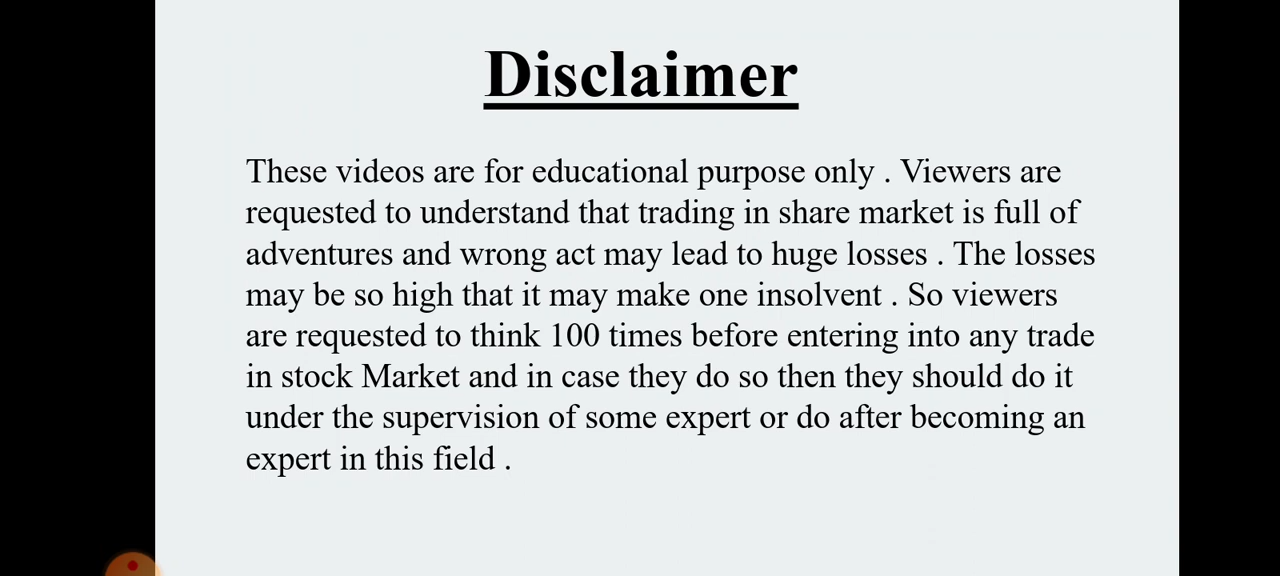 Disclaimer
These videos are for educational purpose only . Viewers are
requested to understand that trading in share market is full of
adventures and wrong act may lead to huge losses . The losses
may be so high that it may make one insolvent . So viewers
are requested to think 100 times before entering into any trade
in stock Market and in case they do so then they should do it
under the supervision of some expert or do after becoming an
expert in this field .